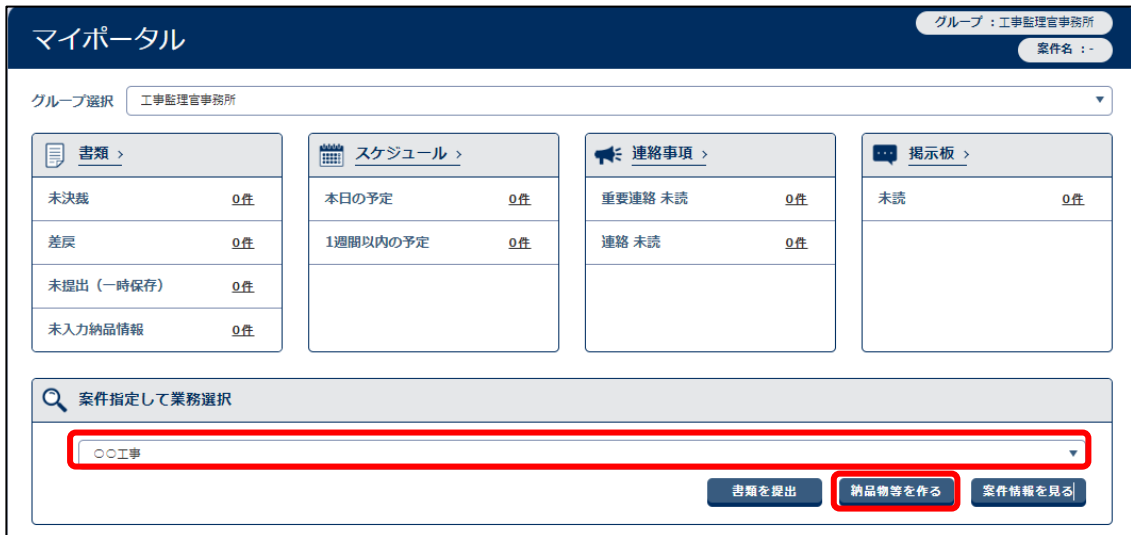 マイポータル
グループ ：工事監理官事務所
案件名 ：-
グループ選択 工事監理官事務所
書類 >
未決裁 0件
差戻 0件
未提出（一時保存） 0件
未入力納品情報 0件
スケジュール >
本日の予定 0件
1週間以内の予定 0件
連絡事項 >
重要連絡 未読 0件
連絡 未読 0件
掲示板 >
未読 0件
案件指定して業務選択
○○工事
書類を提出 納品物等を作る 案件情報を見る